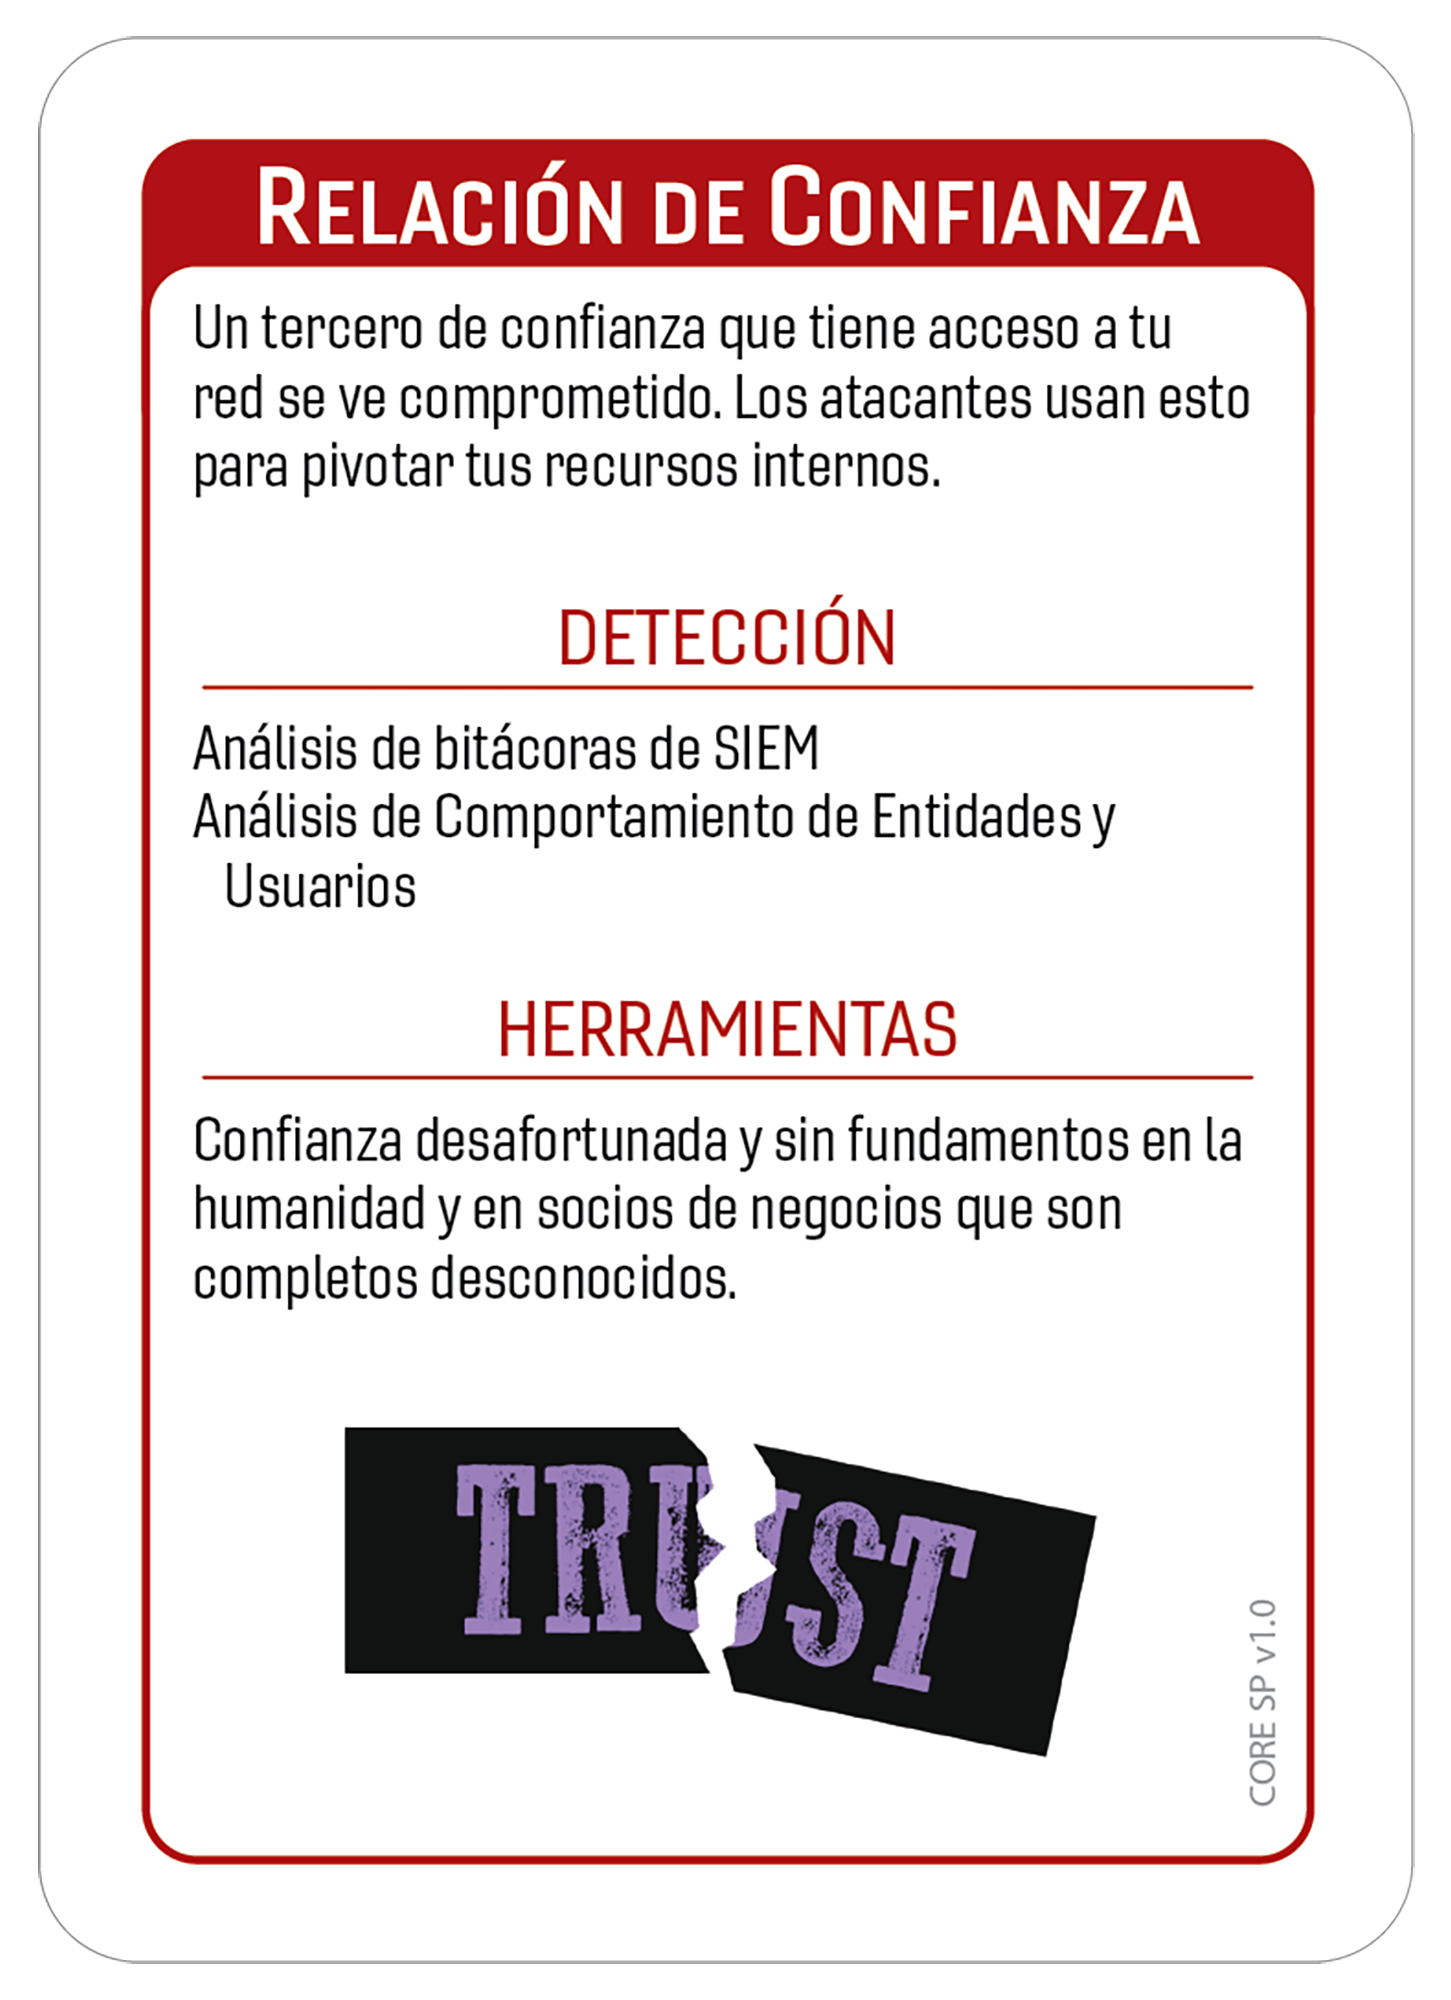 RELACIÓN DE CONFIANZA
Un tercero de confianza que tiene acceso a tu
red se ve comprometido. Los atacantes usan esto
para pivotar tus recursos internos.
DETECCIÓN
Análisis de bitácoras de SIEM
Análisis de Comportamiento de Entidades y
Usuarios
HERRAMIENTAS
Confianza desafortunada y sin fundamentos en la
humanidad y en socios de negocios que son
completos desconocidos.
TRUST
CORE SP v1.0